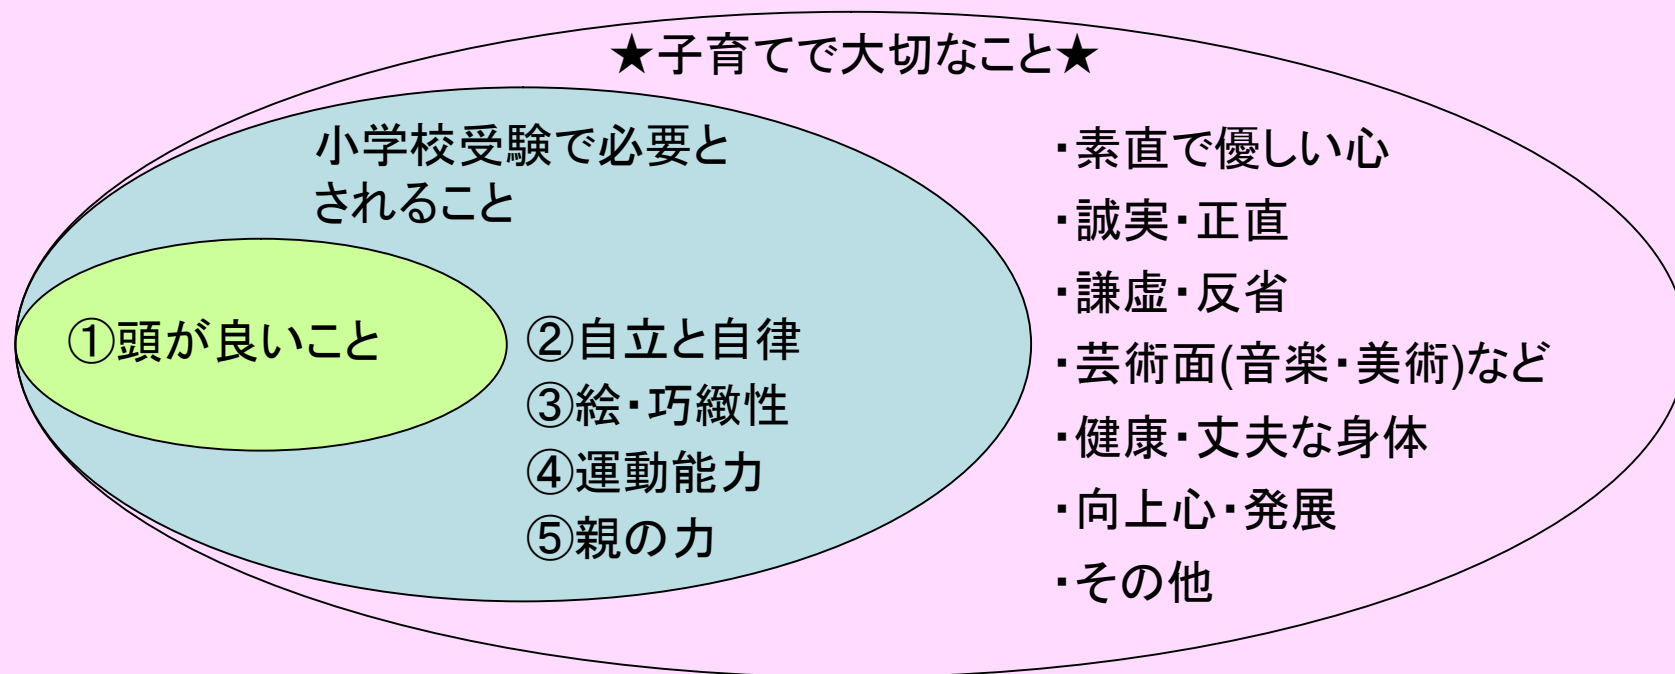 ★子育てで大切なこと★
小学校受験で必要と
されること
①頭が良いこと
②自立と自律
③絵・巧緻性
④運動能力
⑤親の力
・素直で優しい心
・誠実・正直
・謙虚・反省
・芸術面(音楽・美術)など
・健康・丈夫な身体
・向上心・発展
・その他